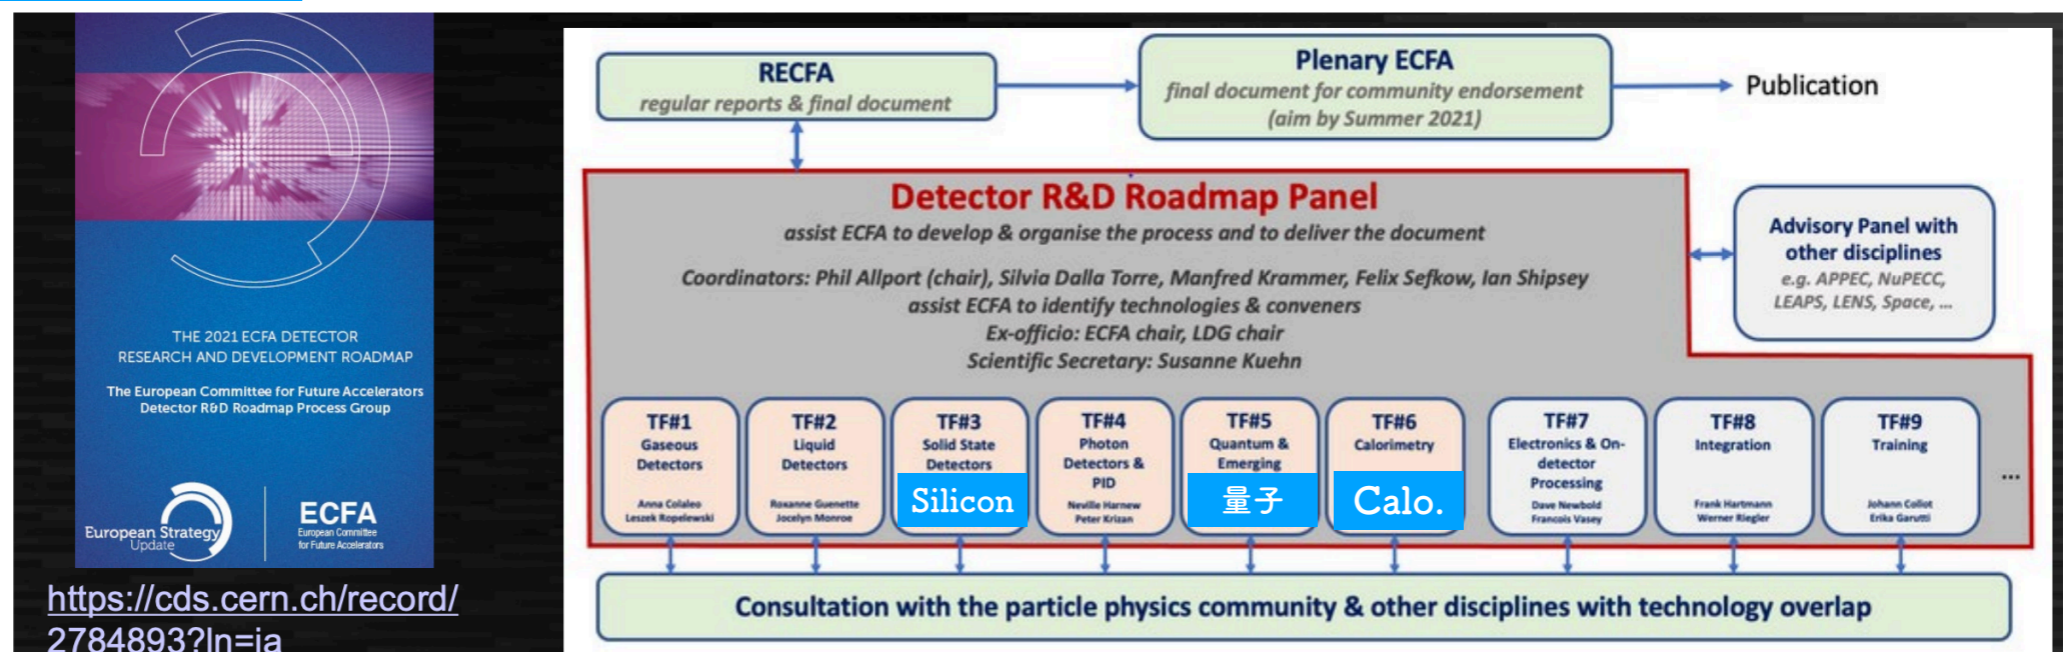 THE 2021 ECFA DETECTOR
RESEARCH AND DEVELOPMENT ROADMAP
The European Committee for Future Accelerators
Detector R&D Roadmap Process Group
European Strategy
Update
ECFA
European Committee
for Future Accelerators
https://cds.cern.ch/record/
2784893?ln=ja
RECFA
regular reports & final document
Plenary ECFA
final document for community endorsement
(aim by Summer 2021)
Publication
Detector R&D Roadmap Panel
assist ECFA to develop & organise the process and to deliver the document
Coordinators: Phil Allport (chair), Silvia Dalla Torre, Manfred Krammer, Felix Sefkow, Ian Shipsey
assist ECFA to identify technologies & conveners
Ex-officio: ECFA chair, LDG chair
Scientific Secretary: Susanne Kuehn
Advisory Panel with
other disciplines
e.g. APPEC, NuPECC,
LEAPS, LENS, Space, ...
TF#1
Gaseous
Detectors
Anna Colaleo
Leszek Ropelewski
TF#2
Liquid
Detectors
Roxanne Guenette
Jocelyn Monroe
TF#3
Solid State
Detectors
Silicon
TF#4
Photon
Detectors &
PID
Neville Harnew
Peter Krizan
TF#5
Quantum &
Emerging
量子
TF#6
Calorimetry
Calo.
TF#7
Electronics & On-
detector
Processing
Dave Newbold
Francois Vasey
TF#8
Integration
Frank Hartmann
Werner Riegler
TF#9
Training
Johann Collot
Erika Garutti
...
Consultation with the particle physics community & other disciplines with technology overlap